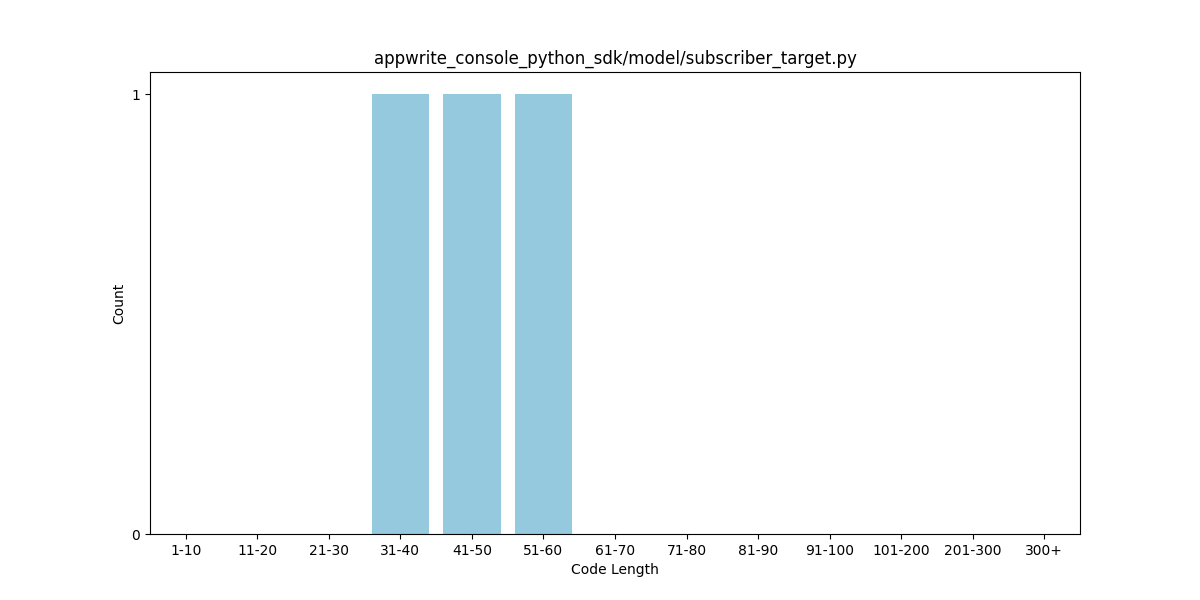 appwrite_console_python_sdk/model/subscriber_target.py
1
Count
0
1-10 11-20 21-30 31-40 41-50 51-60 61-70 71-80 81-90 91-100 101-200 201-300 300+
Code Length